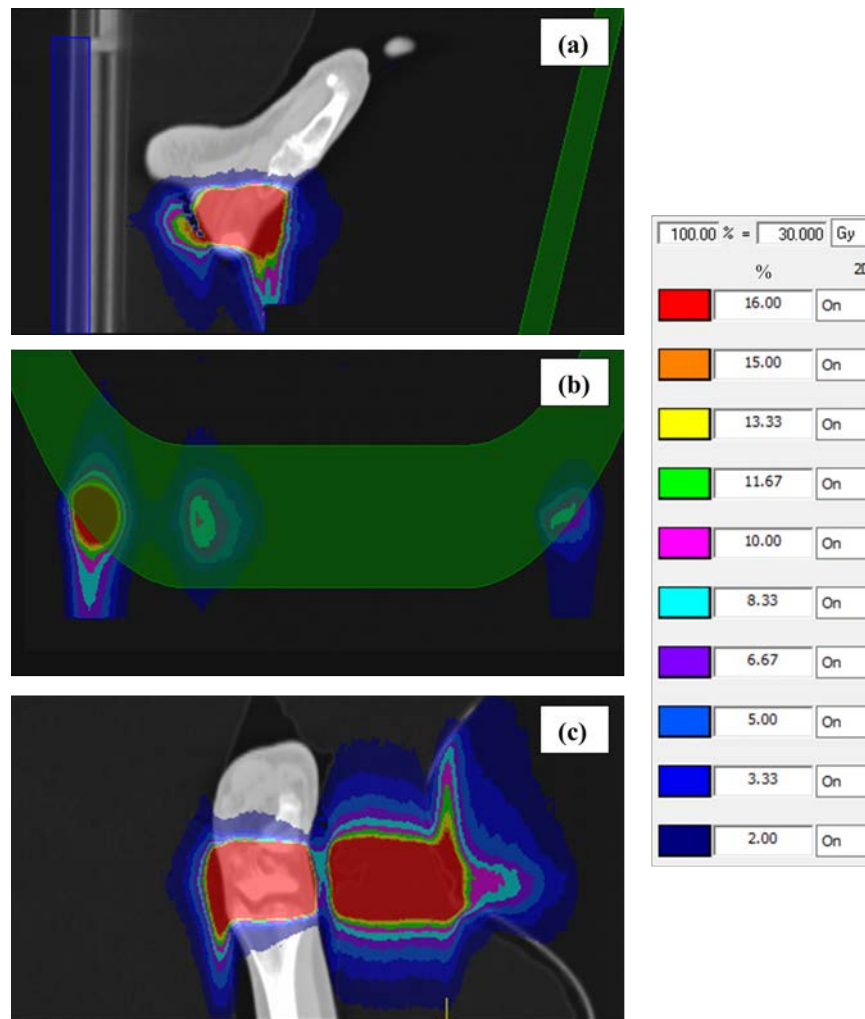 (a)
(b)
(c)
100.00 % = 30.000 Gy
% 20
16.00 On
15.00 On
13.33 On
11.67 On
10.00 On
8.33 On
6.67 On
5.00 On
3.33 On
2.00 On